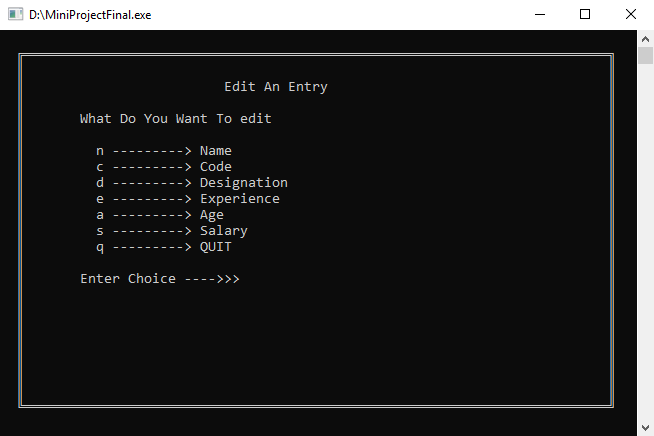 D:\MiniProjectFinal.exe
Edit An Entry
What Do You Want To edit
n ---------> Name
c ---------> Code
d ---------> Designation
e ---------> Experience
a ---------> Age
s ---------> Salary
q ---------> QUIT
Enter Choice ---->>>